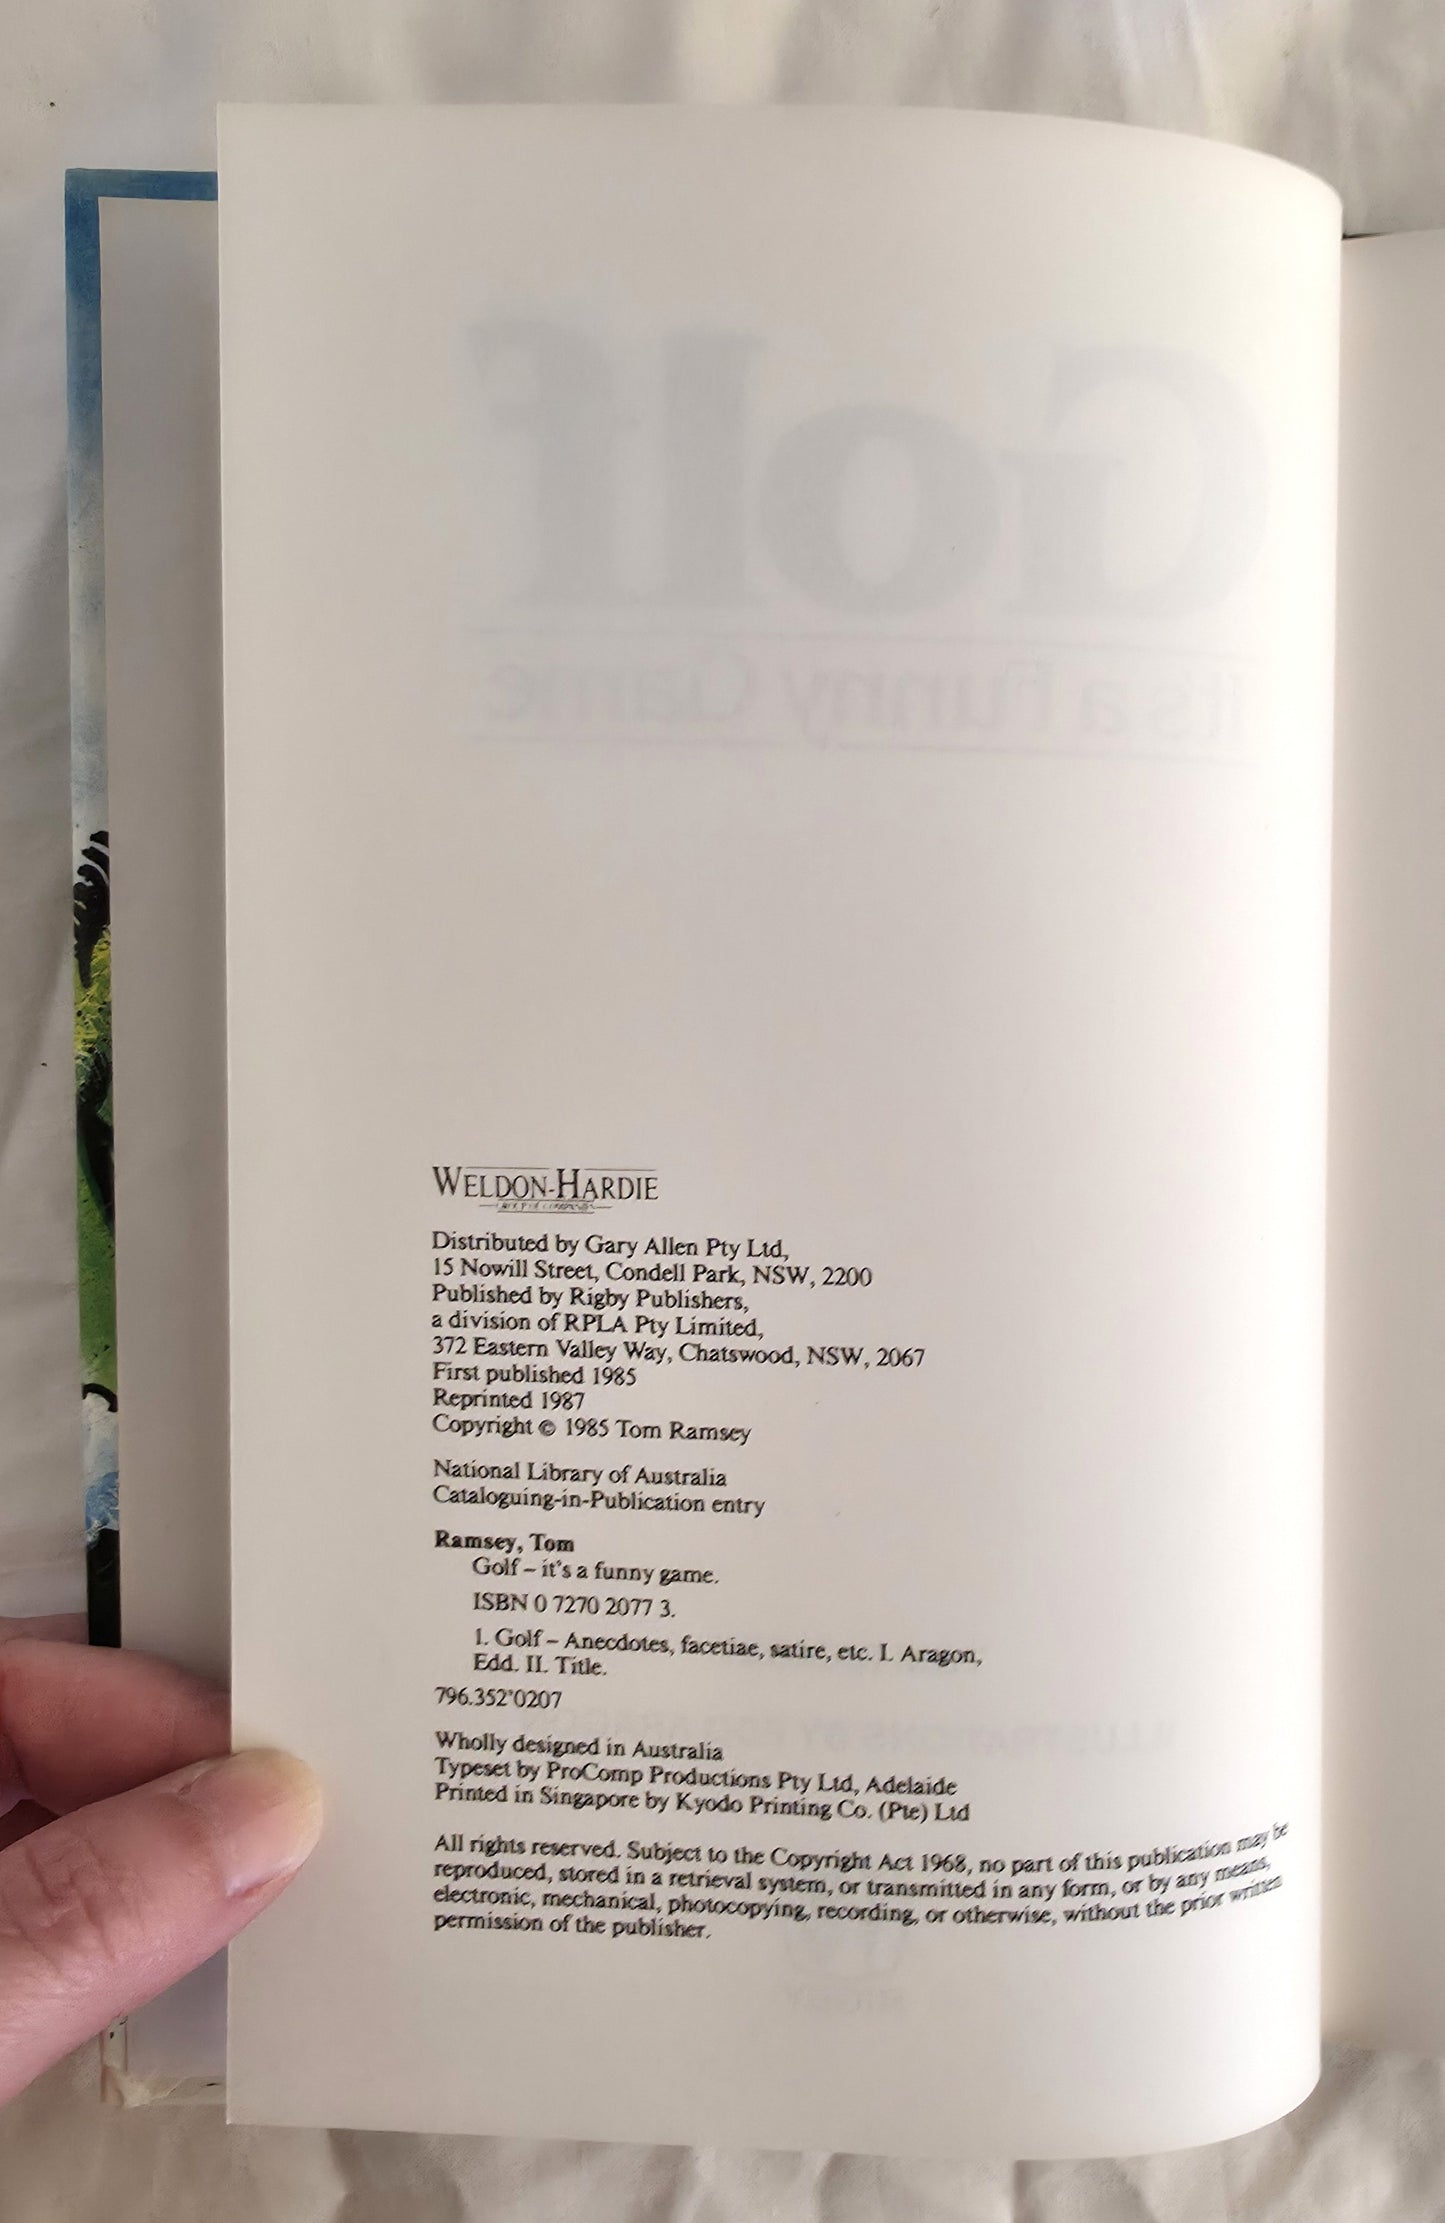 Golf
It's a Funny Game
WELDON-HARDIE
GROUP OF COMPANIES
Distributed by Gary Allen Pty Ltd,
15 Nowill Street, Condell Park, NSW, 2200
Published by Rigby Publishers,
a division of RPLA Pty Limited,
372 Eastern Valley Way, Chatswood, NSW, 2067
First published 1985
Reprinted 1987
Copyright © 1985 Tom Ramsey
National Library of Australia
Cataloguing-in-Publication entry
Ramsey, Tom
Golf – it's a funny game.
ISBN 0 7270 2077 3.
1. Golf – Anecdotes, facetiae, satire, etc. I. Aragon,
Edd. II. Title.
796.352'0207
Wholly designed in Australia
Typeset by ProComp Productions Pty Ltd, Adelaide
Printed in Singapore by Kyodo Printing Co. (Pte) Ltd
All rights reserved. Subject to the Copyright Act 1968, no part of this publication may be
reproduced, stored in a retrieval system, or transmitted in any form, or by any means,
electronic, mechanical, photocopying, recording, or otherwise, without the prior written
permission of the publisher.